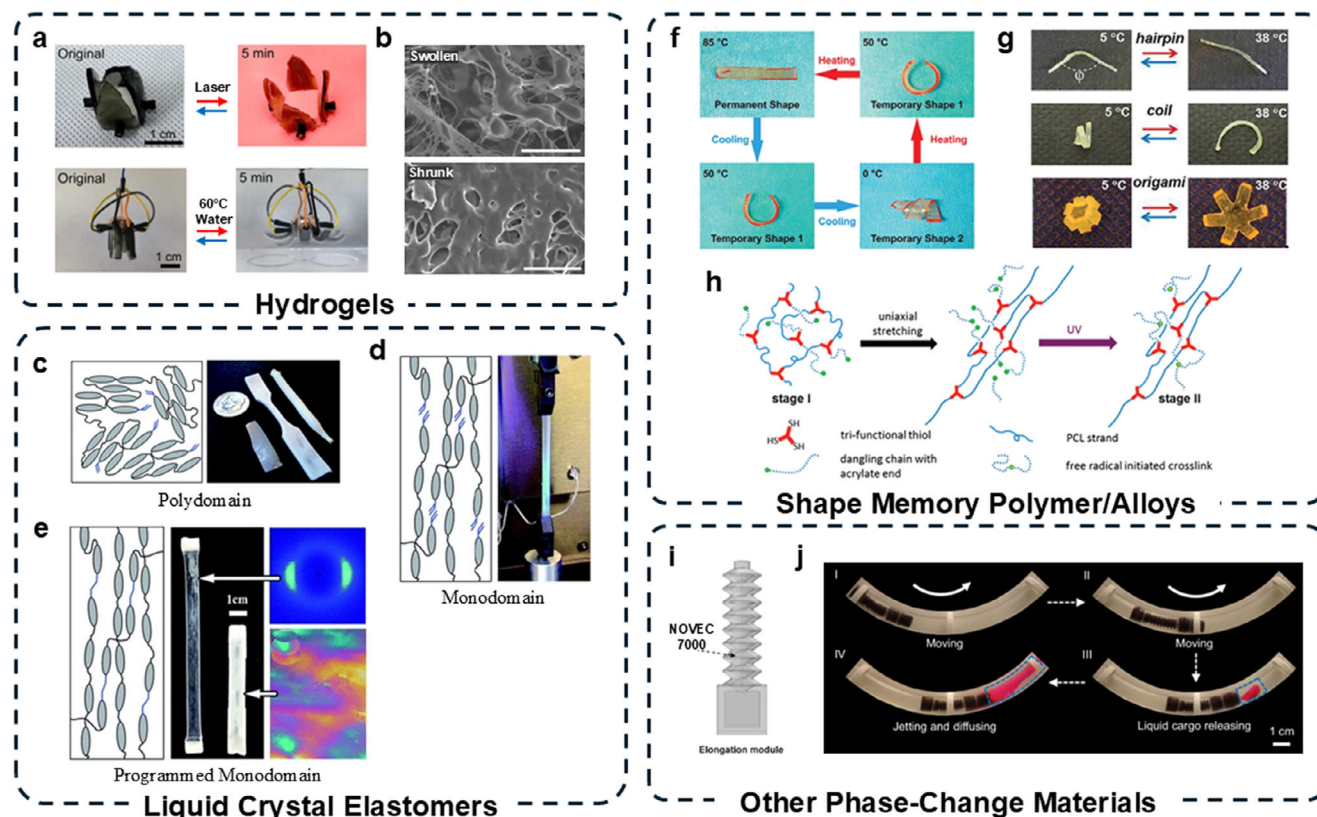 a
Original
1 cm
Laser
5 min
Original
1 cm
60°C
Water
5 min
b
Swollen
Shrunk
Hydrogels
c
Polydomain
d
Monodomain
e
1cm
Programmed Monodomain
Liquid Crystal Elastomers
f
85 °C
Permanent Shape
Heating
50 °C
Temporary Shape 1
Cooling
Heating
50 °C
Temporary Shape 1
Cooling
0 °C
Temporary Shape 2
g
5 °C
ϕ
hairpin
38 °C
5 °C
coil
38 °C
5 °C
origami
38 °C
h
uniaxial
stretching
UV
stage I
stage II
SH
HS
SH
tri-functional thiol
PCL strand
dangling chain with
acrylate end
free radical initiated crosslink
Shape Memory Polymer/Alloys
i
NOVEC
7000
Elongation module
j
I
Moving
II
Moving
IV
Jetting and diffusing
III
Liquid cargo releasing
1 cm
Other Phase-Change Materials